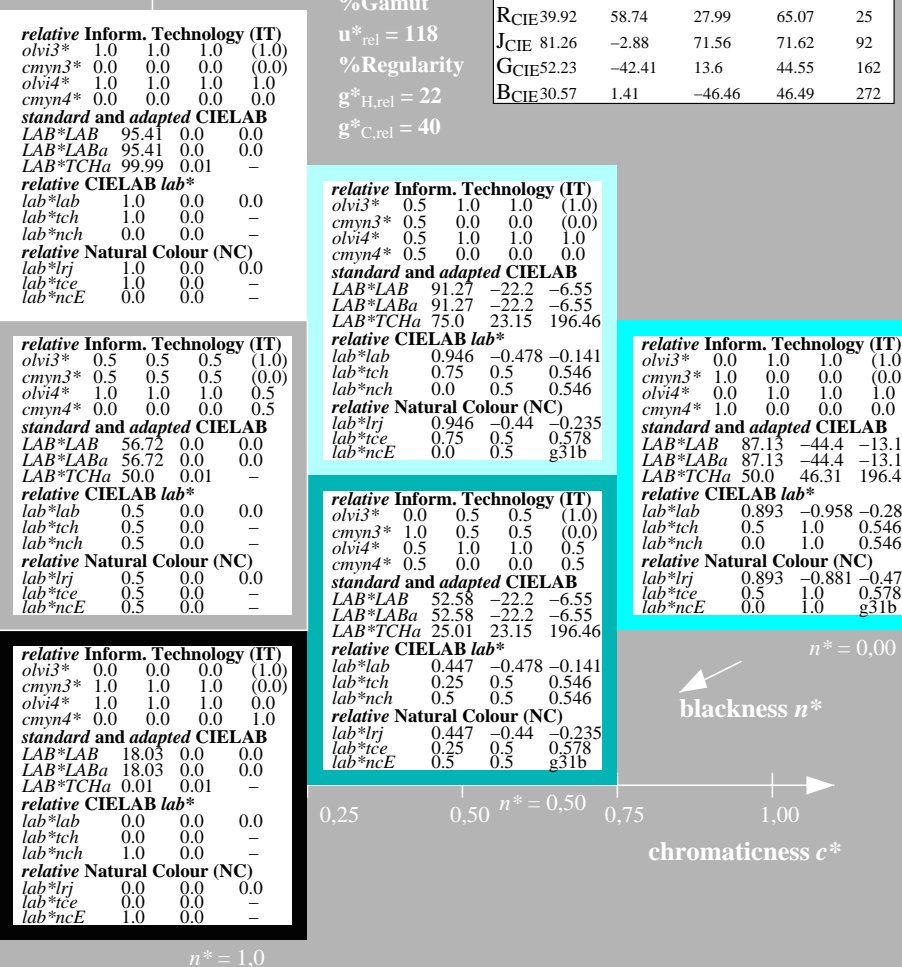 %Gamut
u*rel = 118
%Regularity
g*H,rel = 22
g*C,rel = 40
RCIE 39.92 58.74 27.99 65.07 25
JCIE 81.26 −2.88 71.56 71.62 92
GCIE 52.23 −42.41 13.6 44.55 162
BCIE 30.57 1.41 −46.46 46.49 272
relative Inform. Technology (IT)
olvi3* 1.0 1.0 1.0 (1.0)
cmyn3* 0.0 0.0 0.0 (0.0)
olvi4* 1.0 1.0 1.0 1.0
cmyn4* 0.0 0.0 0.0 0.0
standard and adapted CIELAB
LAB*LAB 95.41 0.0 0.0
LAB*LABa 95.41 0.0 0.0
LAB*TCHa 99.99 0.01 –
relative CIELAB lab*
lab*lab 1.0 0.0 0.0
lab*tch 1.0 0.0 –
lab*nch 0.0 0.0 –
relative Natural Colour (NC)
lab*lrj 1.0 0.0 0.0
lab*tce 1.0 0.0 –
lab*ncE 0.0 0.0 –
relative Inform. Technology (IT)
olvi3* 0.5 1.0 1.0 (1.0)
cmyn3* 0.5 0.0 0.0 (0.0)
olvi4* 0.5 1.0 1.0 1.0
cmyn4* 0.5 0.0 0.0 0.0
standard and adapted CIELAB
LAB*LAB 91.27 −22.2 −6.55
LAB*LABa 91.27 −22.2 −6.55
LAB*TCHa 75.0 23.15 196.46
relative CIELAB lab*
lab*lab 0.946 −0.478 −0.141
lab*tch 0.75 0.5 0.546
lab*nch 0.0 0.5 0.546
relative Natural Colour (NC)
lab*lrj 0.946 −0.44 −0.235
lab*tce 0.75 0.5 0.578
lab*ncE 0.0 0.5 g31b
relative Inform. Technology (IT)
olvi3* 0.5 0.5 0.5 (1.0)
cmyn3* 0.5 0.5 0.5 (0.0)
olvi4* 1.0 1.0 1.0 0.5
cmyn4* 0.0 0.0 0.0 0.5
standard and adapted CIELAB
LAB*LAB 56.72 0.0 0.0
LAB*LABa 56.72 0.0 0.0
LAB*TCHa 50.0 0.01 –
relative CIELAB lab*
lab*lab 0.5 0.0 0.0
lab*tch 0.5 0.0 –
lab*nch 0.5 0.0 –
relative Natural Colour (NC)
lab*lrj 0.5 0.0 0.0
lab*tce 0.5 0.0 –
lab*ncE 0.5 0.0 –
relative Inform. Technology (IT)
olvi3* 0.0 1.0 1.0 (1.0
cmyn3* 1.0 0.0 0.0 (0.0
olvi4* 0.0 1.0 1.0 1.0
cmyn4* 1.0 0.0 0.0 0.0
standard and adapted CIELAB
LAB*LAB 87.13 −44.4 −13.1
LAB*LABa 87.13 −44.4 −13.1
LAB*TCHa 50.0 46.31 196.4
relative CIELAB lab*
lab*lab 0.893 −0.958 −0.28
lab*tch 0.5 1.0 0.546
lab*nch 0.0 1.0 0.546
relative Natural Colour (NC)
lab*lrj 0.893 −0.881 −0.47
lab*tce 0.5 1.0 0.578
lab*ncE 0.0 1.0 g31b
relative Inform. Technology (IT)
olvi3* 0.0 0.5 0.5 (1.0)
cmyn3* 1.0 0.5 0.5 (0.0)
olvi4* 0.5 1.0 1.0 0.5
cmyn4* 0.5 0.0 0.0 0.5
standard and adapted CIELAB
LAB*LAB 52.58 −22.2 −6.55
LAB*LABa 52.58 −22.2 −6.55
LAB*TCHa 25.01 23.15 196.46
relative CIELAB lab*
lab*lab 0.447 −0.478 −0.141
lab*tch 0.25 0.5 0.546
lab*nch 0.5 0.5 0.546
relative Natural Colour (NC)
lab*lrj 0.447 −0.44 −0.235
lab*tce 0.25 0.5 0.578
lab*ncE 0.5 0.5 g31b
relative Inform. Technology (IT)
olvi3* 0.0 0.0 0.0 (1.0)
cmyn3* 1.0 1.0 1.0 (0.0)
olvi4* 1.0 1.0 1.0 0.0
cmyn4* 0.0 0.0 0.0 1.0
standard and adapted CIELAB
LAB*LAB 18.03 0.0 0.0
LAB*LABa 18.03 0.0 0.0
LAB*TCHa 0.01 0.01 –
relative CIELAB lab*
lab*lab 0.0 0.0 0.0
lab*tch 0.0 0.0 –
lab*nch 1.0 0.0 –
relative Natural Colour (NC)
lab*lrj 0.0 0.0 0.0
lab*tce 0.0 0.0 –
lab*ncE 1.0 0.0 –
n* = 0,00
blackness n*
n* = 0,50
0,25 0,50 0,75 1,00
chromaticness c*
n* = 1,0